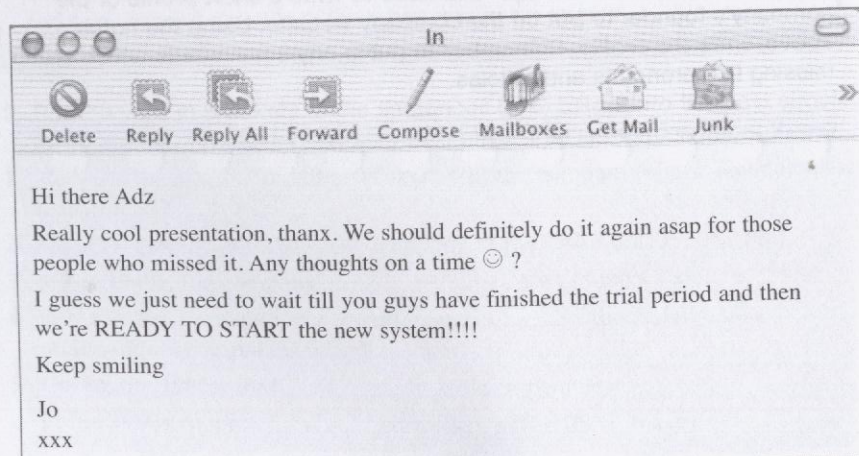 In
Delete Reply Reply All Forward Compose Mailboxes Get Mail Junk
Hi there Adz
Really cool presentation, thanx. We should definitely do it again asap for those
people who missed it. Any thoughts on a time ☺ ?
I guess we just need to wait till you guys have finished the trial period and then
we're READY TO START the new system!!!!
Keep smiling
Jo
xxx